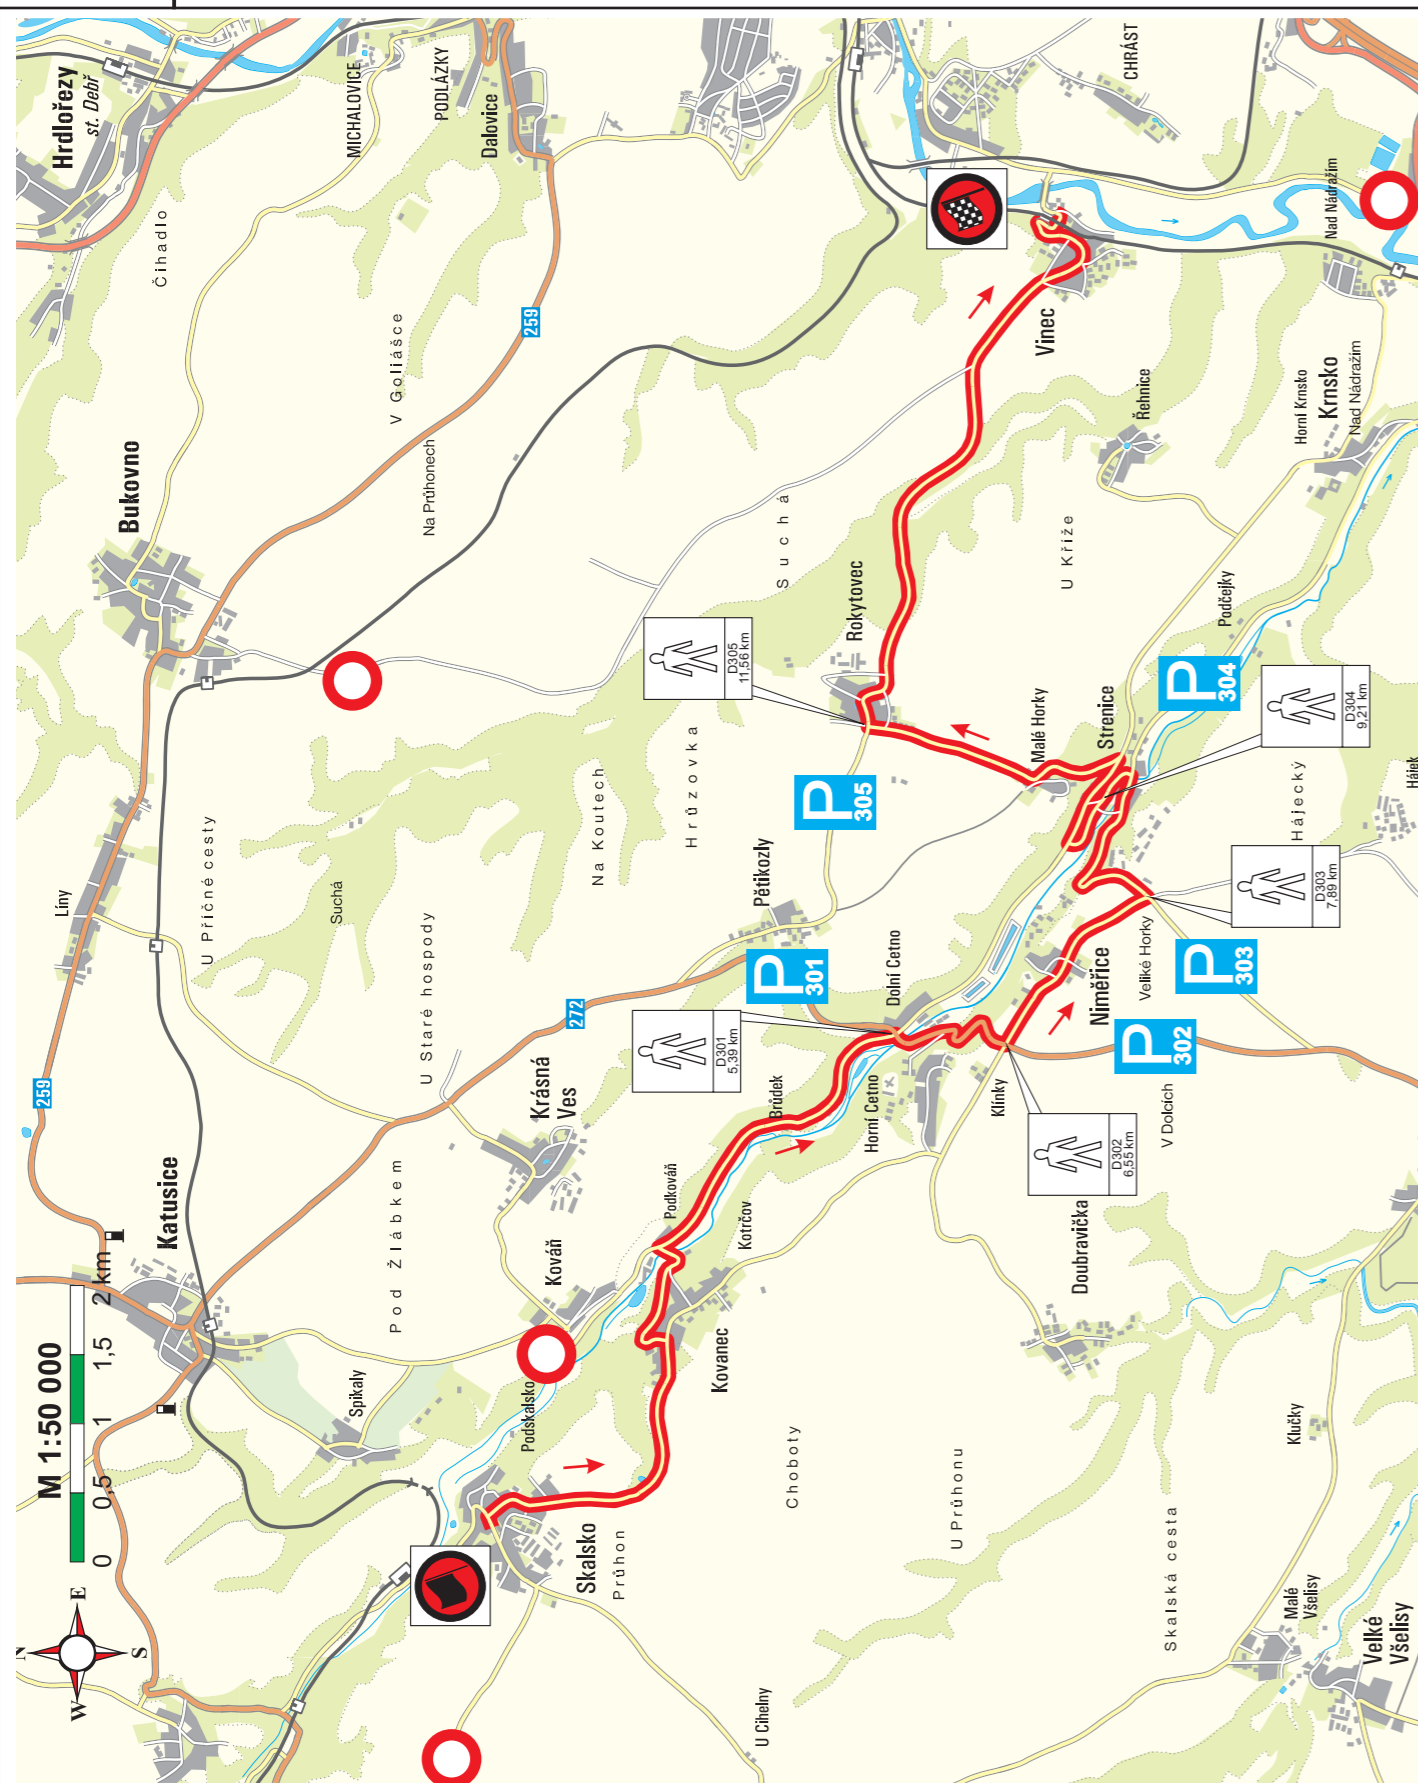 Hrdlořezy
st. Debř
MICHALOVICE
PODLÁZKY
Dalovice
CHRÁST
Čihadlo
V Goliášce
259
Nad Nádražím
Bukovno
Na Průhonech
Suchá
Vinec
Řehnice
Horní Krnsko
Krnsko
Nad Nádražím
U Kříže
Rokytovec
Podčejky
D305
11,56 km
Hrůzovka
Malé Horky
Strenice
P
304
D304
9,21 km
P
305
Na Koutech
Hájecký
Hájek
Líny
U Příčné cesty
Suchá
U Staré hospody
Pětikozly
P
301
Dolní Cetno
D303
7,89 km
Veliké Horky
P
303
Niměřice
272
D301
5,39 km
P
302
259
Krásná
Ves
Brůdek
Horní Cetno
Klínky
V Dolcích
D302
6,55 km
Katusice
Pod Žlábkem
Podkováň
Kotrčov
Kováň
Doubravička
M 1:50 000
0
0,5
1
1,5
2 km
Spikaly
Podskalsko
Kovanec
Choboty
U Průhonu
Klučky
Skalsko
Průhon
Skalská cesta
Malé
Všelisy
Velké
Všelisy
U Cihelny
N
E
S
W